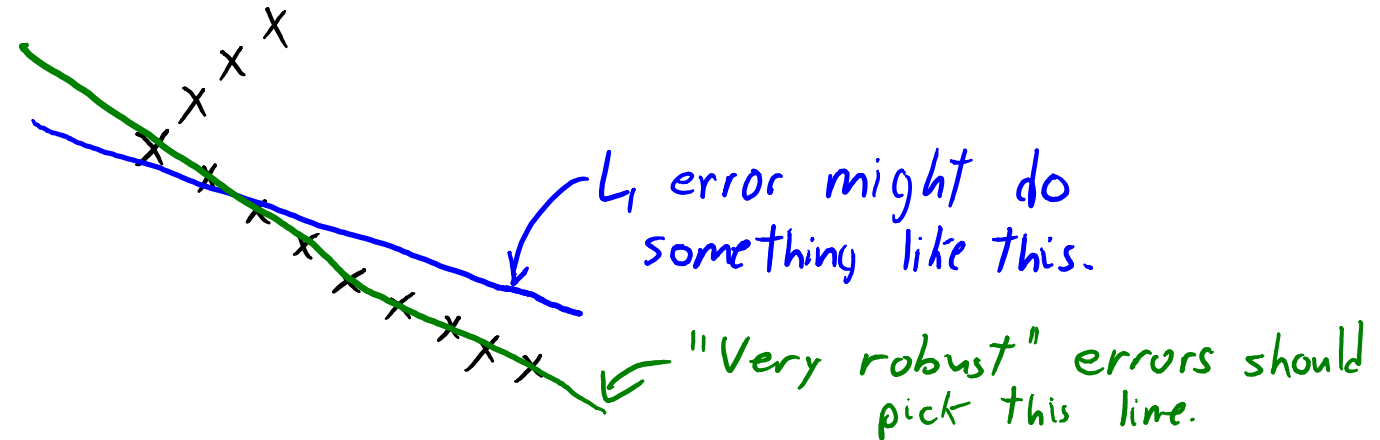 L₁ error might do
something like this.
"Very robust" errors should
pick this line.